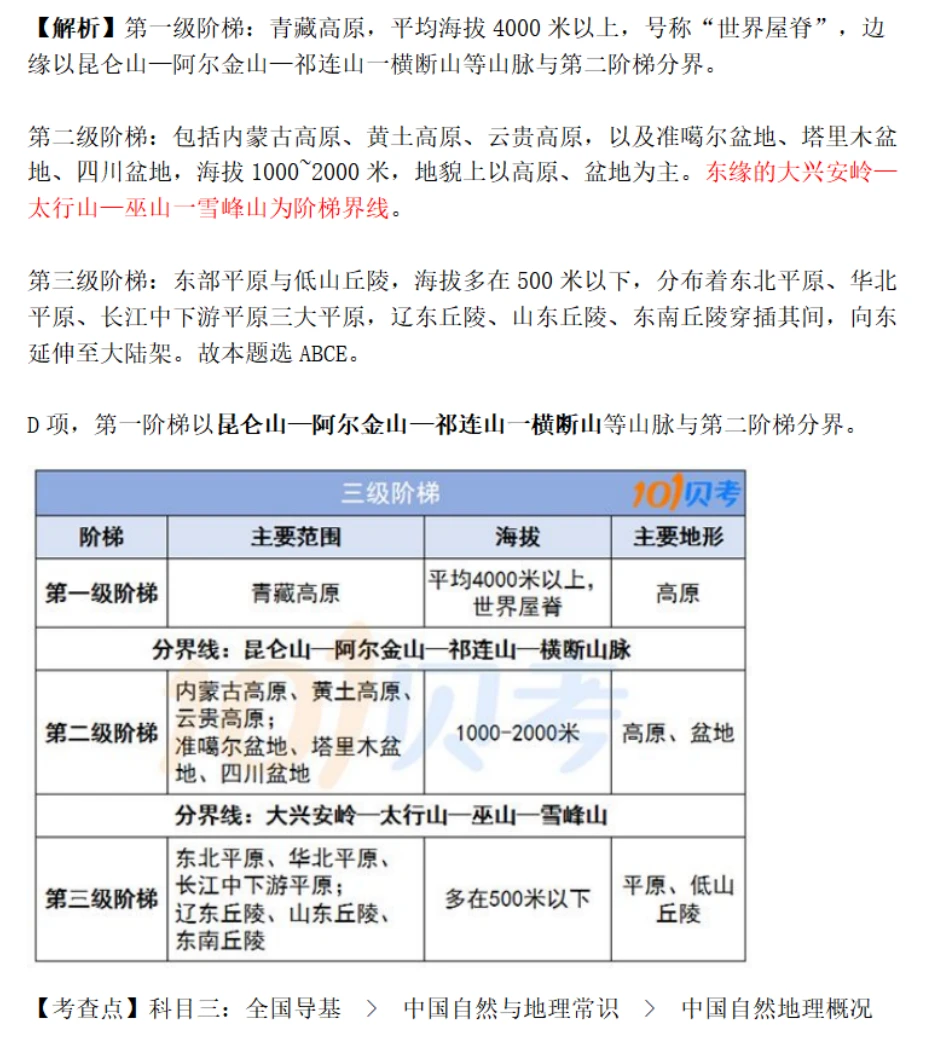 【解析】第一级阶梯：青藏高原，平均海拔 4000 米以上，号称“世界屋脊”，边
缘以昆仑山—阿尔金山—祁连山一横断山等山脉与第二阶梯分界。
第二级阶梯：包括内蒙古高原、黄土高原、云贵高原，以及准噶尔盆地、塔里木盆
地、四川盆地，海拔 1000~2000 米，地貌上以高原、盆地为主。东缘的大兴安岭—
太行山—巫山一雪峰山为阶梯界线。
第三级阶梯：东部平原与低山丘陵，海拔多在 500 米以下，分布着东北平原、华北
平原、长江中下游平原三大平原，辽东丘陵、山东丘陵、东南丘陵穿插其间，向东
延伸至大陆架。故本题选 ABCE。
D 项，第一阶梯以昆仑山—阿尔金山—祁连山一横断山等山脉与第二阶梯分界。
三级阶梯 101贝考
阶梯 主要范围 海拔 主要地形
第一级阶梯 青藏高原 平均4000米以上，
世界屋脊 高原
分界线：昆仑山—阿尔金山—祁连山—横断山脉
第二级阶梯 内蒙古高原、黄土高原、
云贵高原；
准噶尔盆地、塔里木盆
地、四川盆地 1000-2000米 高原、盆地
分界线：大兴安岭—太行山—巫山—雪峰山
第三级阶梯 东北平原、华北平原、
长江中下游平原；
辽东丘陵、山东丘陵、
东南丘陵 多在500米以下 平原、低山
丘陵
101贝考
【考查点】科目三：全国导基 > 中国自然与地理常识 > 中国自然地理概况